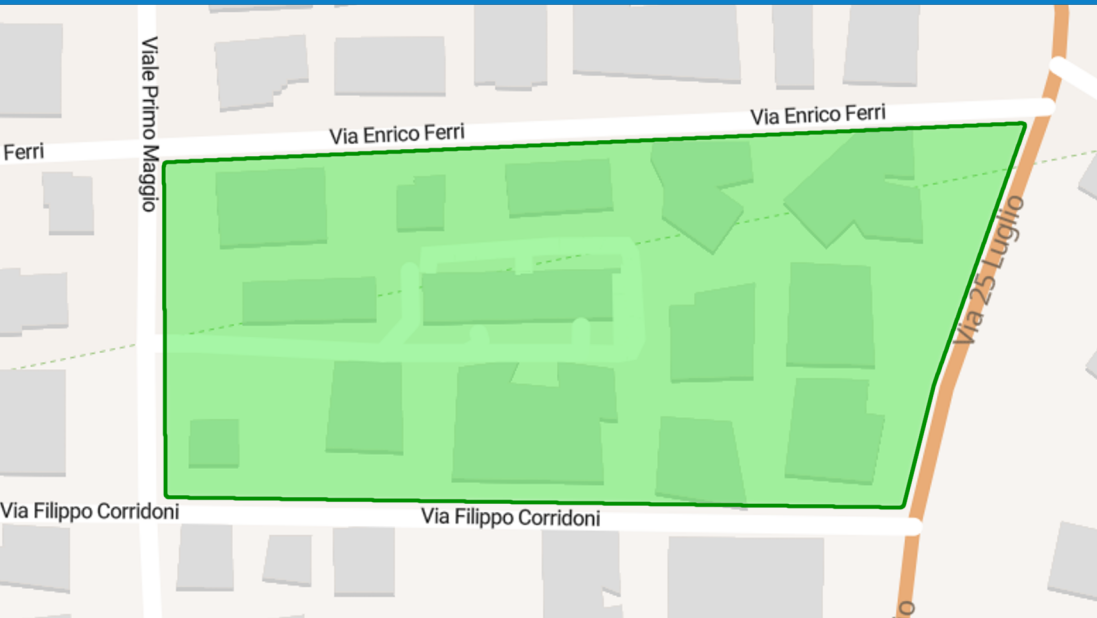 Viale Primo Maggio
Via Enrico Ferri
Via Enrico Ferri
Ferri
Via 25 Luglio
Via Filippo Corridoni
Via Filippo Corridoni
o